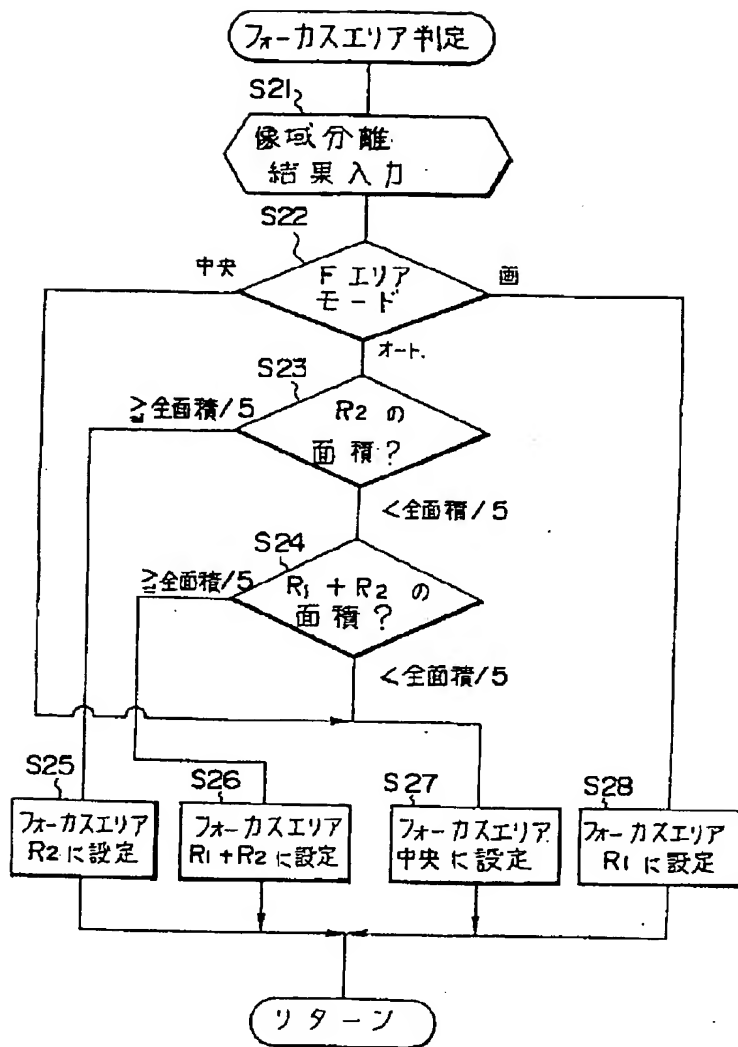 フォーカスエリア判定
S21
像域分離
結果入力
S22
中央
Fエリア
モード
画
オート.
S23
≧全面積/5
R2の
面積?
<全面積/5
S24
≧全面積/5
R1+R2の
面積?
<全面積/5
S25
フォーカスエリア
R2に設定
S26
フォーカスエリア
R1+R2に設定
S27
フォーカスエリア
中央に設定
S28
フォーカスエリア
R1に設定
リターン